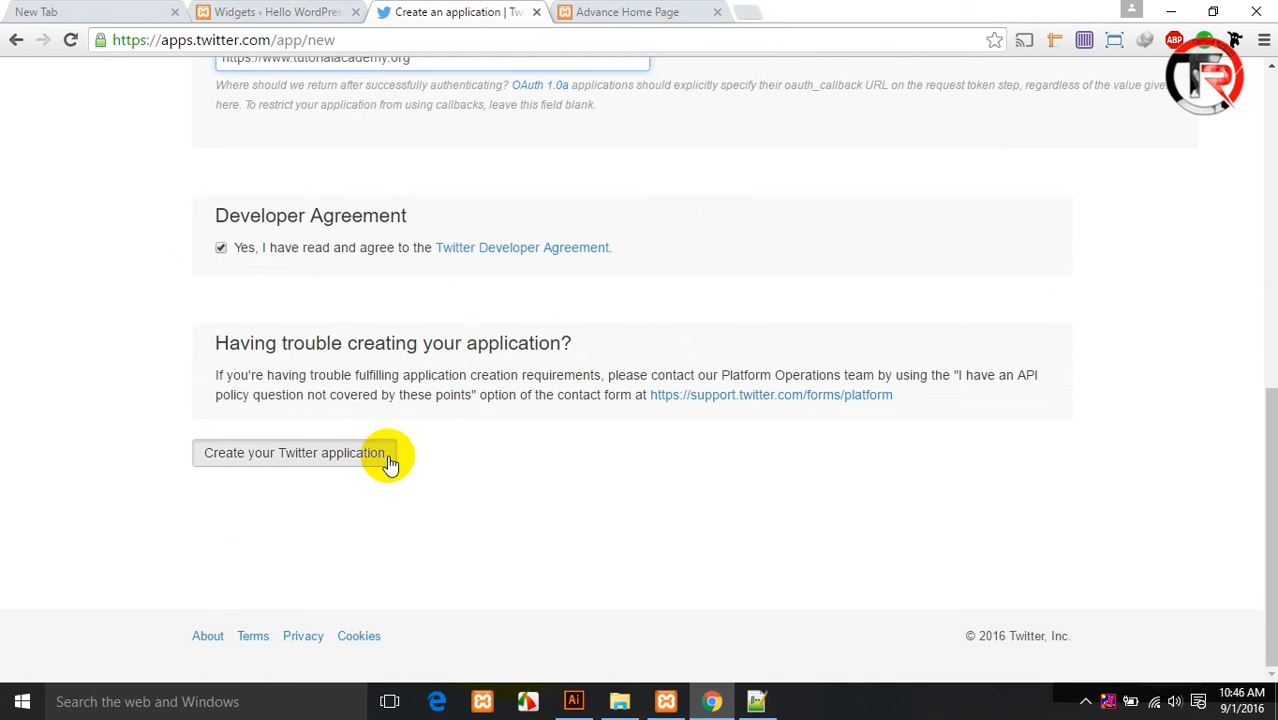 New Tab
Widgets ‹ Hello WordPress
Create an application | Tw
Advance Home Page
https://apps.twitter.com/app/new
ABP
https://www.tutorialacademy.org
Where should we return after successfully authenticating? OAuth 1.0a applications should explicitly specify their oauth_callback URL on the request token step, regardless of the value give
here. To restrict your application from using callbacks, leave this field blank.
Developer Agreement
Yes, I have read and agree to the Twitter Developer Agreement.
Having trouble creating your application?
If you're having trouble fulfilling application creation requirements, please contact our Platform Operations team by using the "I have an API
policy question not covered by these points" option of the contact form at https://support.twitter.com/forms/platform
Create your Twitter application
About Terms Privacy Cookies
© 2016 Twitter, Inc.
Search the web and Windows
Ai
10:46 AM
9/1/2016